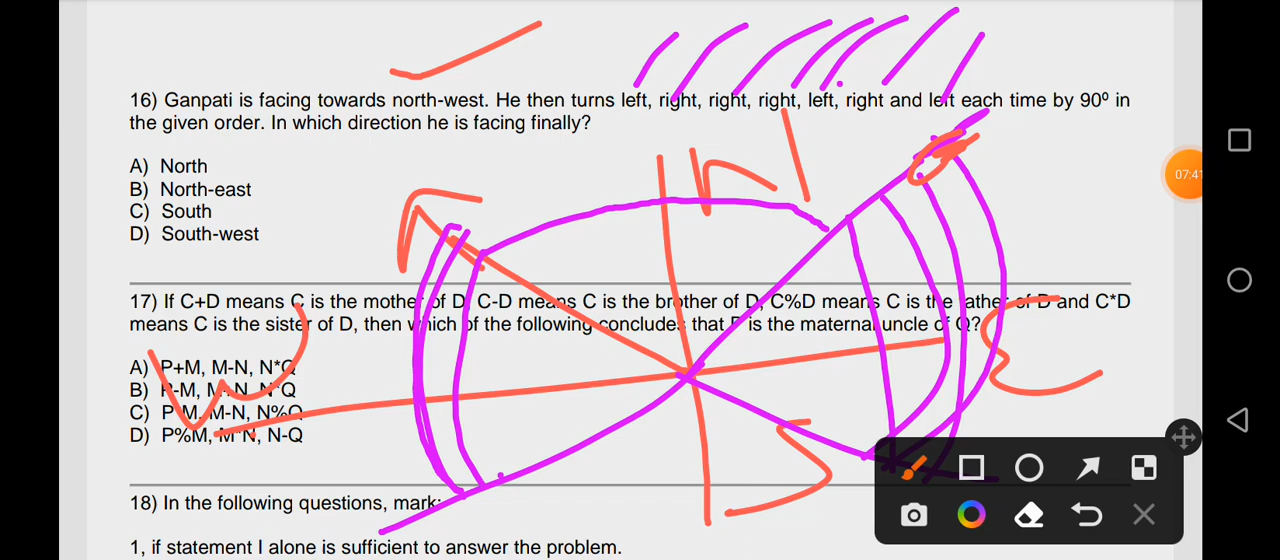 16) Ganpati is facing towards north-west. He then turns left, right, right, right, left, right and left each time by 90º in
the given order. In which direction he is facing finally?
A) North
B) North-east
C) South
D) South-west
17) If C+D means C is the mother of D, C-D means C is the brother of D, C%D means C is the father of D and C*D
means C is the sister of D, then which of the following concludes that is the maternal uncle of Q?
A) P+M, M-N, N*Q
B) P-M, N*Q
C) M-N, N%Q
D) P%M, M*N, N-Q
18) In the following questions, mark:
1, if statement I alone is sufficient to answer the problem.
07:41
N
W
E
S